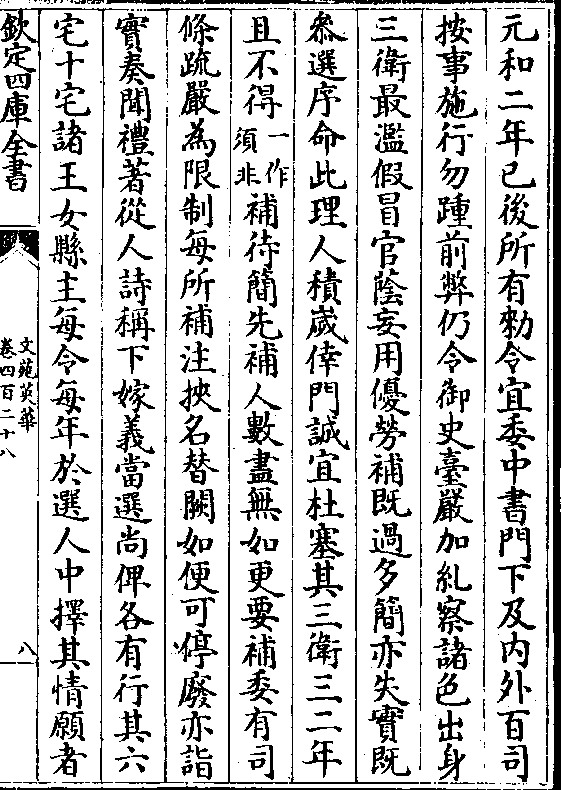 元和二年已後所有勑令宜委中書門下及内外百司
按事施行勿踵前弊仍令御史臺嚴加糺察諸色出身
三衛最濫假冒官蔭妄用優勞補既過多簡亦失實既
叅選序命此理人積歲倖門誠宜杜塞其三衛三二年
且不得一作須非補待簡先補人數盡無如更要補委有司
條疏嚴為限制每所補注挾名替闕如便可停廢亦詣
實奏聞禮著從人詩稱下嫁義當選尚俾各有行其六
宅十宅諸王女縣主每令每年於選人中擇其情願者
欽定四庫全書
文苑英華
卷四百二十八
八